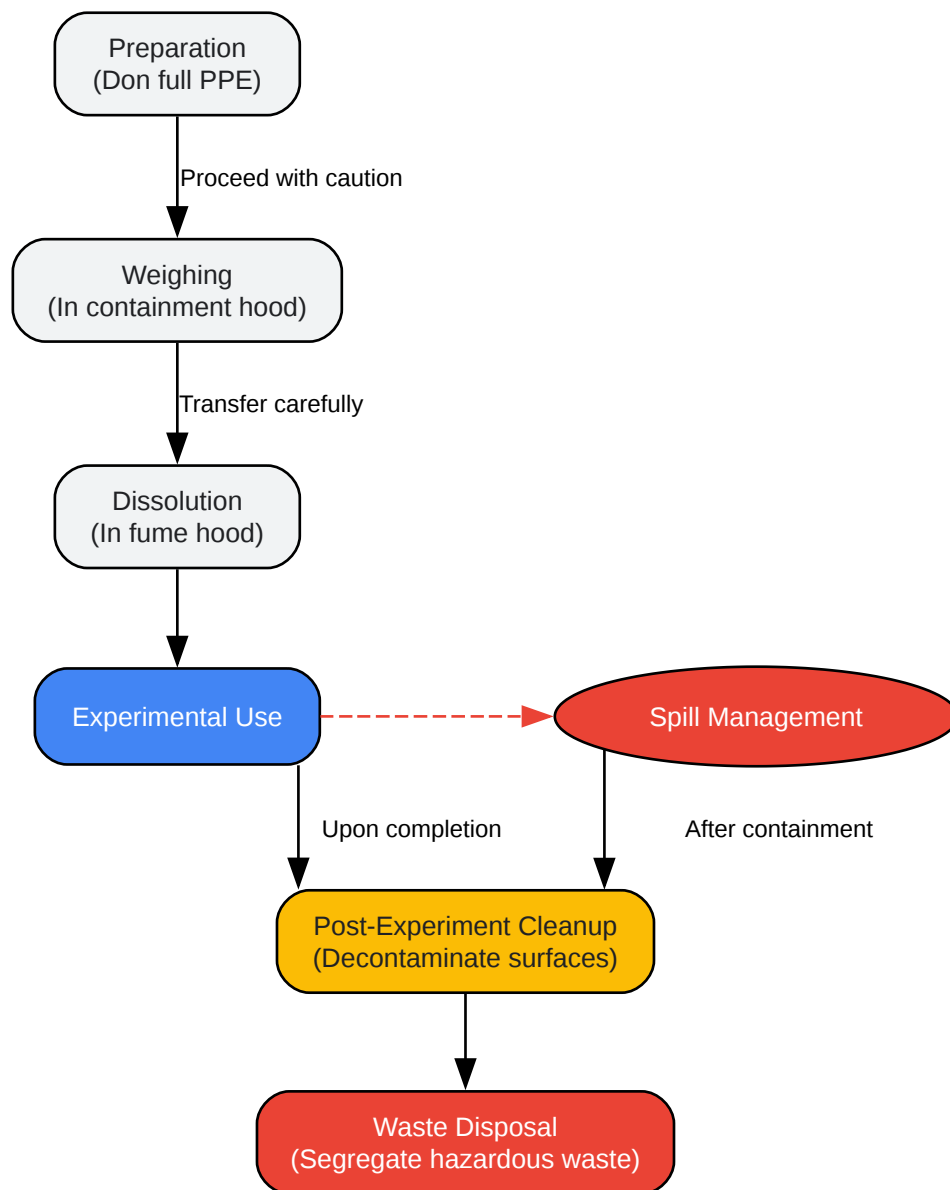 Preparation
(Don full PPE)
Proceed with caution
Weighing
(In containment hood)
Transfer carefully
Dissolution
(In fume hood)
Experimental Use
Spill Management
Upon completion
After containment
Post-Experiment Cleanup
(Decontaminate surfaces)
Waste Disposal
(Segregate hazardous waste)